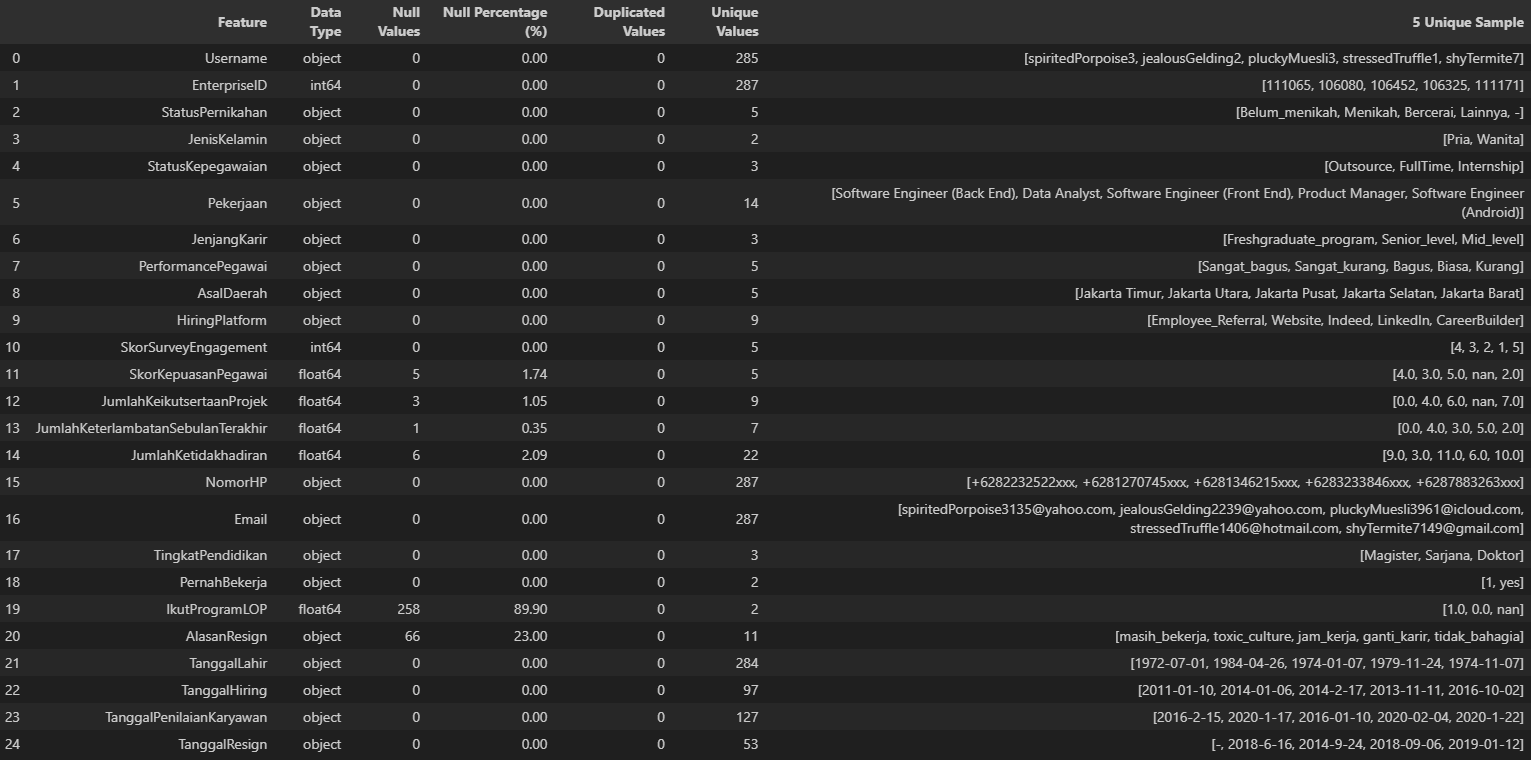 Feature Data Type Null Values Null Percentage (%) Duplicated Values Unique Values 5 Unique Sample
0 Username object 0 0.00 0 285 [spiritedPorpoise3, jealousGelding2, pluckyMuesli3, stressedTruffle1, shyTermite7]
1 EnterpriseID int64 0 0.00 0 287 [111065, 106080, 106452, 106325, 111171]
2 StatusPernikahan object 0 0.00 0 5 [Belum_menikah, Menikah, Bercerai, Lainnya, -]
3 JenisKelamin object 0 0.00 0 2 [Pria, Wanita]
4 StatusKepegawaian object 0 0.00 0 3 [Outsource, FullTime, Internship]
5 Pekerjaan object 0 0.00 0 14 [Software Engineer (Back End), Data Analyst, Software Engineer (Front End), Product Manager, Software Engineer
(Android)]
6 JenjangKarir object 0 0.00 0 3 [Freshgraduate_program, Senior_level, Mid_level]
7 PerformancePegawai object 0 0.00 0 5 [Sangat_bagus, Sangat_kurang, Bagus, Biasa, Kurang]
8 AsalDaerah object 0 0.00 0 5 [Jakarta Timur, Jakarta Utara, Jakarta Pusat, Jakarta Selatan, Jakarta Barat]
9 HiringPlatform object 0 0.00 0 9 [Employee_Referral, Website, Indeed, LinkedIn, CareerBuilder]
10 SkorSurveyEngagement int64 0 0.00 0 5 [4, 3, 2, 1, 5]
11 SkorKepuasanPegawai float64 5 1.74 0 5 [4.0, 3.0, 5.0, nan, 2.0]
12 JumlahKeikutsertaanProjek float64 3 1.05 0 9 [0.0, 4.0, 6.0, nan, 7.0]
13 JumlahKeterlambatanSebulanTerakhir float64 1 0.35 0 7 [0.0, 4.0, 3.0, 5.0, 2.0]
14 JumlahKetidakhadiran float64 6 2.09 0 22 [9.0, 3.0, 11.0, 6.0, 10.0]
15 NomorHP object 0 0.00 0 287 [+6282232522xxx, +6281270745xxx, +6281346215xxx, +6283233846xxx, +6287883263xxx]
16 Email object 0 0.00 0 287 [spiritedPorpoise3135@yahoo.com, jealousGelding2239@yahoo.com, pluckyMuesli3961@icloud.com,
stressedTruffle1406@hotmail.com, shyTermite7149@gmail.com]
17 TingkatPendidikan object 0 0.00 0 3 [Magister, Sarjana, Doktor]
18 PernahBekerja object 0 0.00 0 2 [1, yes]
19 IkutProgramLOP float64 258 89.90 0 2 [1.0, 0.0, nan]
20 AlasanResign object 66 23.00 0 11 [masih_bekerja, toxic_culture, jam_kerja, ganti_karir, tidak_bahagia]
21 TanggalLahir object 0 0.00 0 284 [1972-07-01, 1984-04-26, 1974-01-07, 1979-11-24, 1974-11-07]
22 TanggalHiring object 0 0.00 0 97 [2011-01-10, 2014-01-06, 2014-2-17, 2013-11-11, 2016-10-02]
23 TanggalPenilaianKaryawan object 0 0.00 0 127 [2016-2-15, 2020-1-17, 2016-01-10, 2020-02-04, 2020-1-22]
24 TanggalResign object 0 0.00 0 53 [-, 2018-6-16, 2014-9-24, 2018-09-06, 2019-01-12]